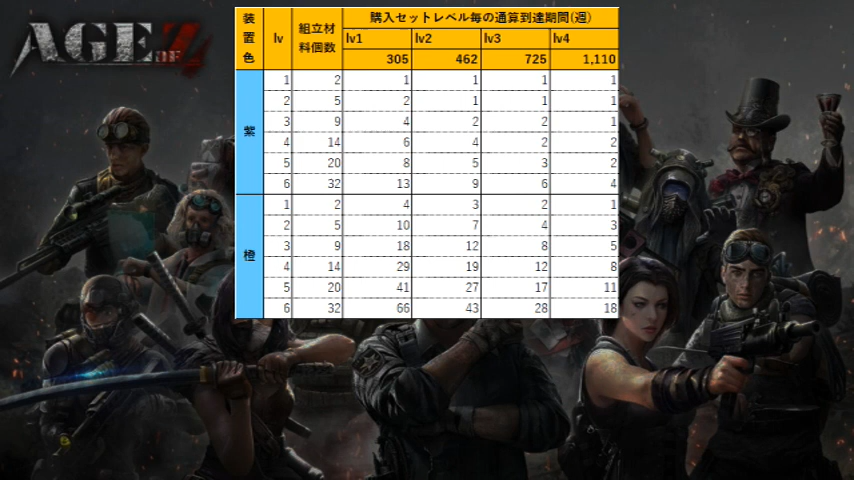 AGE OF Z
装置色 lv 組立材料個数 購入セットレベル毎の通算到達期間(週)
lv1 lv2 lv3 lv4
305 462 725 1,110
紫
1 2 1 1 1 1
2 5 2 1 1 1
3 9 4 2 2 1
4 14 6 4 2 2
5 20 8 5 3 2
6 32 13 9 6 4
橙
1 2 4 3 2 1
2 5 10 7 4 3
3 9 18 12 8 5
4 14 29 19 12 8
5 20 41 27 17 11
6 32 66 43 28 18